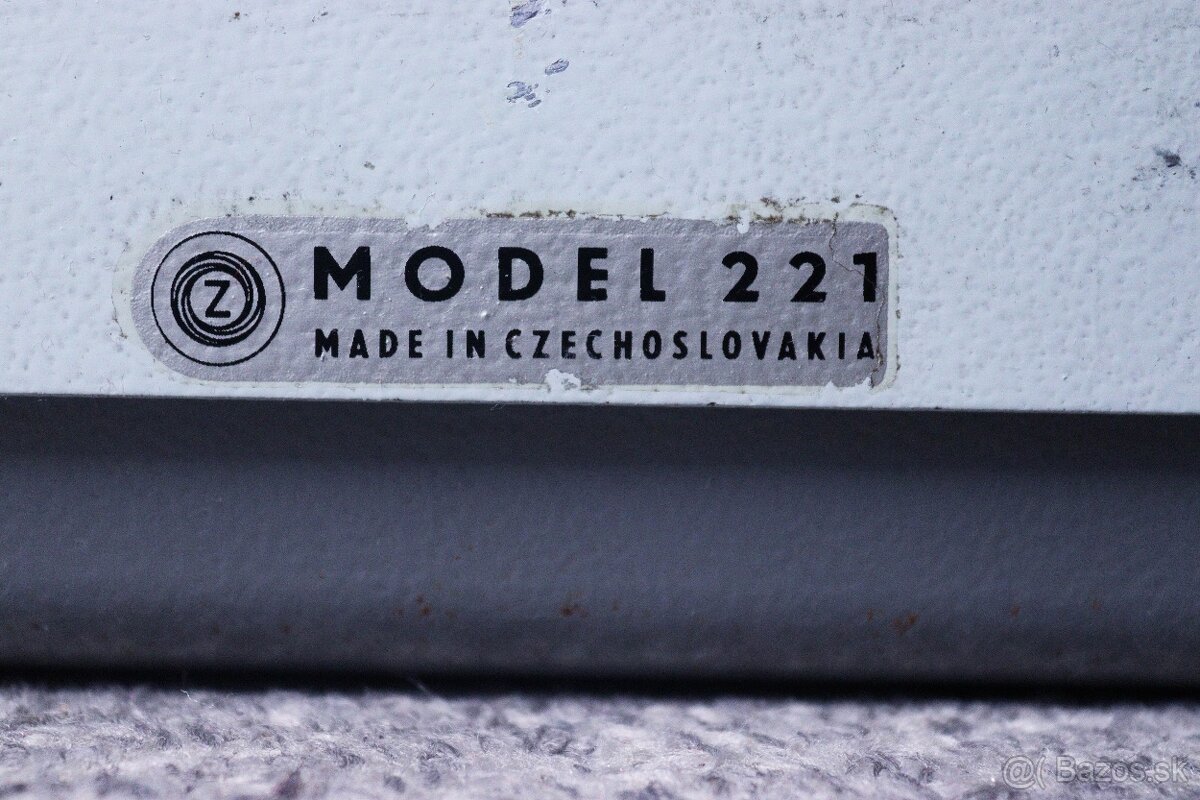 Z
MODEL 221
MADE IN CZECHOSLOVAKIA
@( Bazos.sk